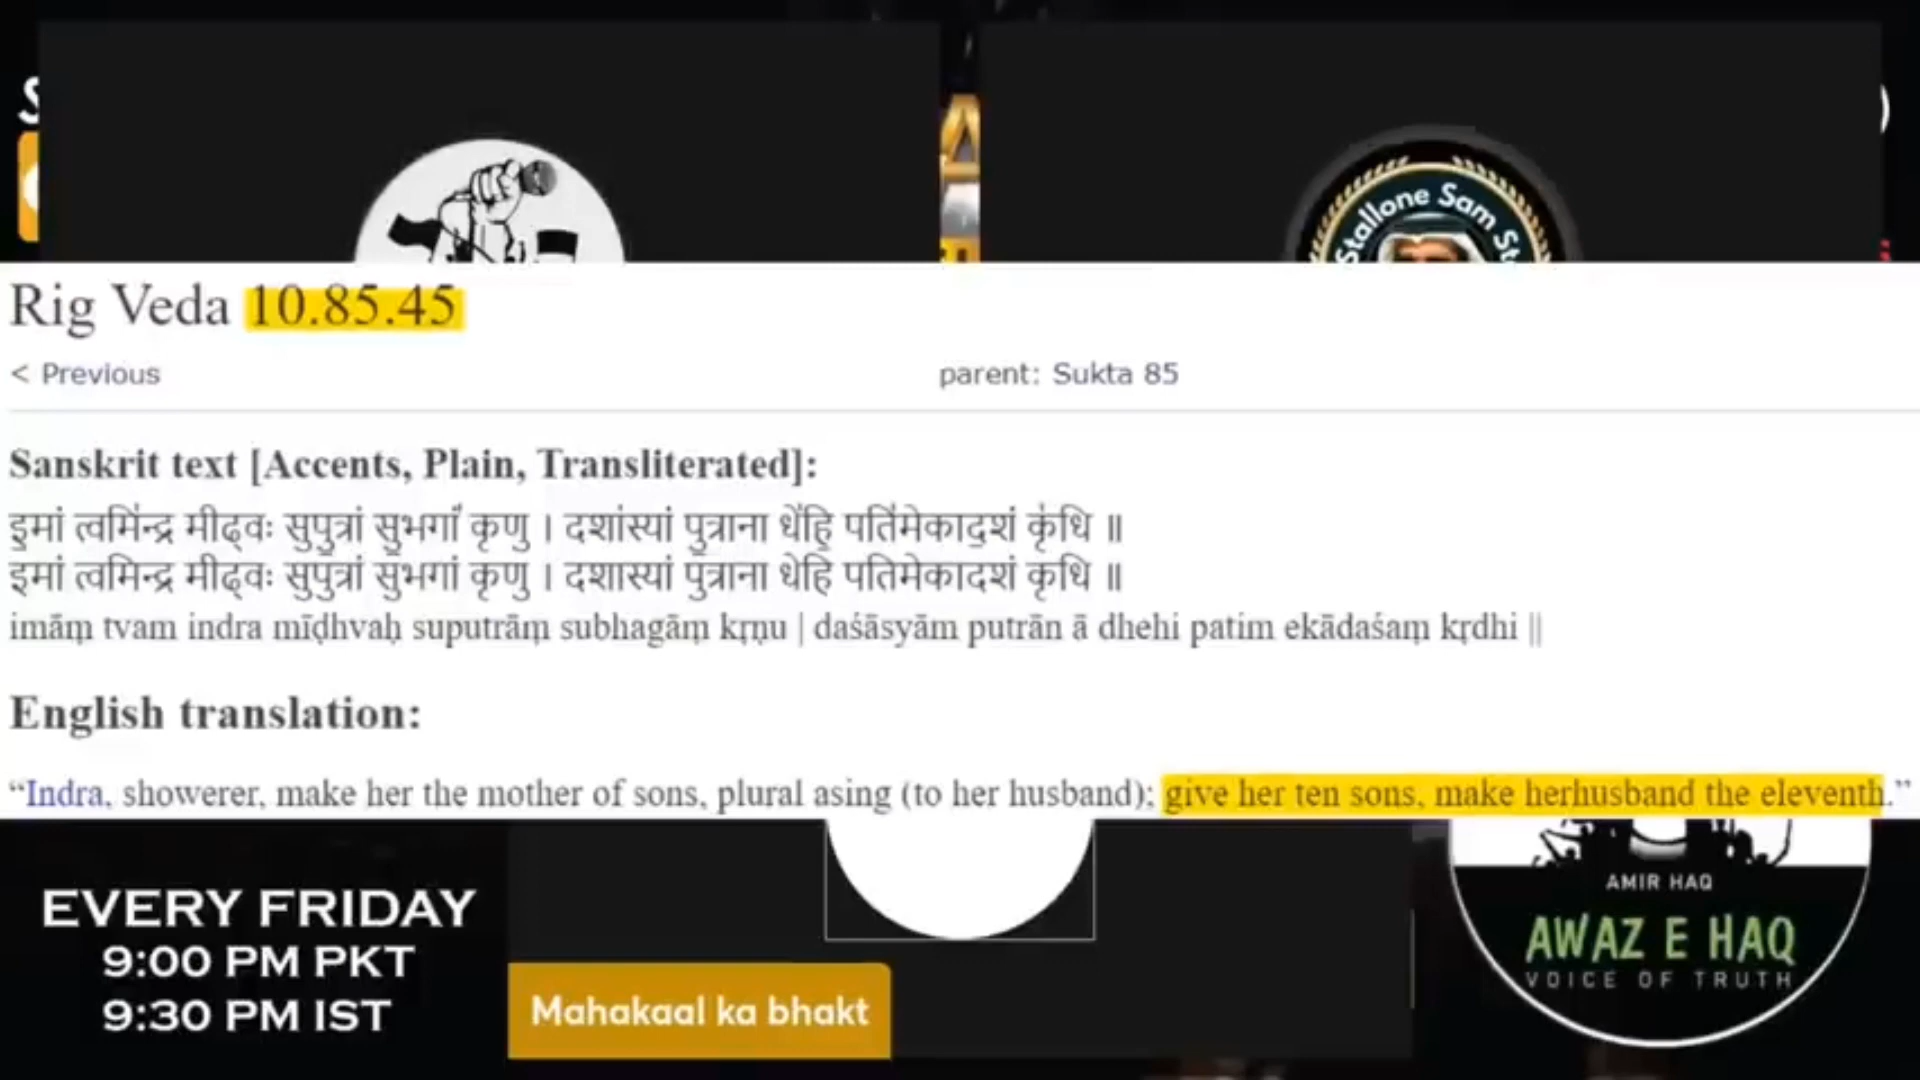 Stallone Sam St
Rig Veda 10.85.45
< Previous
parent: Sukta 85
Sanskrit text [Accents, Plain, Transliterated]:
इ॒मां त्वमि॑न्द्र मीढ्वः सुपु॒त्रां सु॒भगां॑ कृणु । दशा॑स्यां पु॒त्राना धे॑हि॒ पति॑मेकाद॒शं कृ॑धि ॥
इमां त्वमिन्द्र मीढ्वः सुपुत्रां सुभगां कृणु । दशास्यां पुत्राना धेहि पतिमेकादशं कृधि ॥
imāṃ tvam indra mīḍhvaḥ suputrāṃ subhagāṃ kṛṇu | daśāsyām putrān ā dhehi patim ekādaśaṃ kṛdhi ||
English translation:
“Indra, showerer, make her the mother of sons, plural asing (to her husband); give her ten sons, make herhusband the eleventh.”
EVERY FRIDAY
9:00 PM PKT
9:30 PM IST
Mahakaal ka bhakt
AMIR HAQ
AWAZ E HAQ
VOICE OF TRUTH